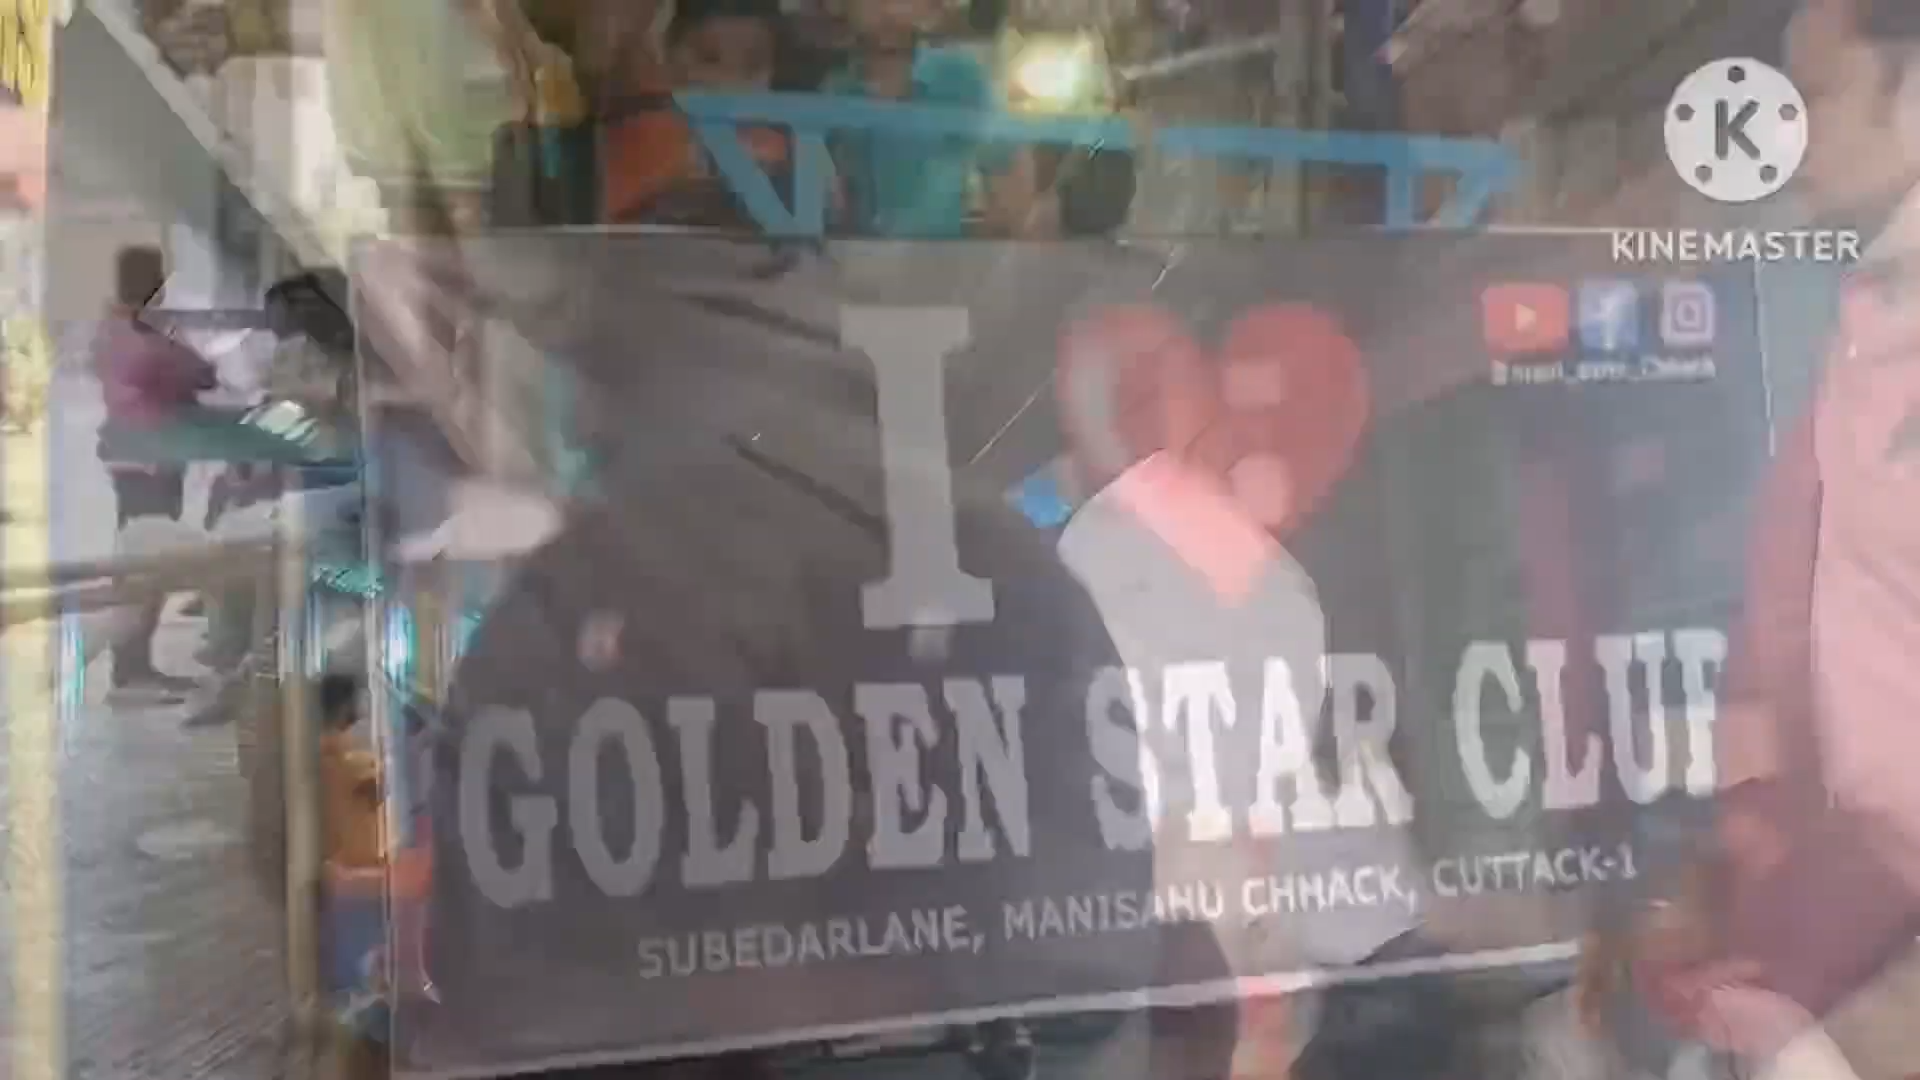 K
KINEMASTER
I
GOLDEN STAR CLUB
SUBEDARLANE, MANISAHU CHHACK, CUTTACK-1